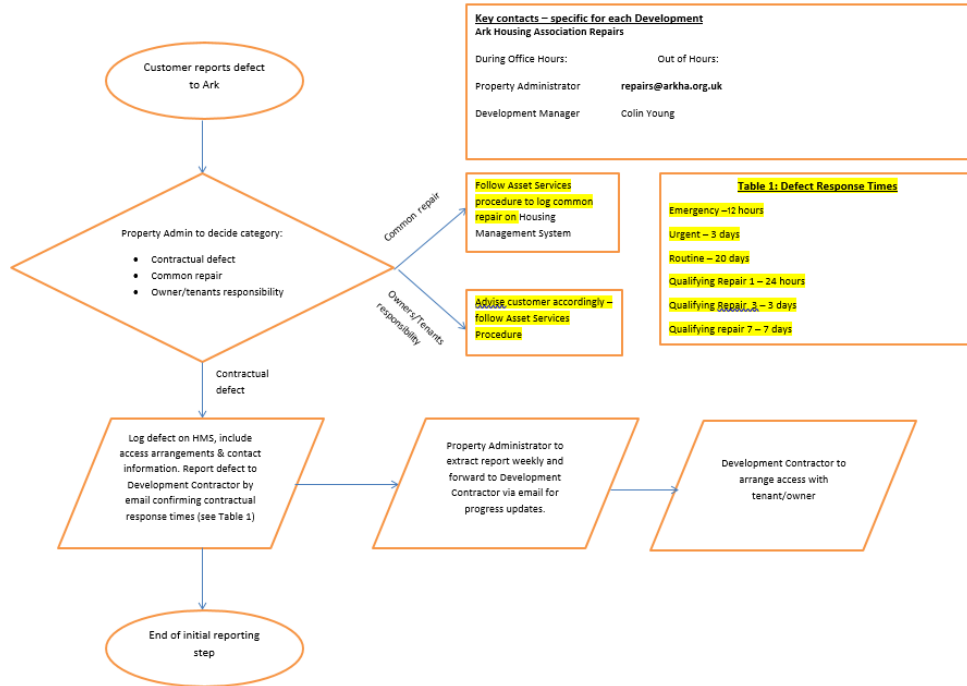 Key contacts – specific for each Development
Ark Housing Association Repairs
During Office Hours: Out of Hours:
Property Administrator repairs@arkha.org.uk
Development Manager Colin Young
Customer reports defect
to Ark
Property Admin to decide category:
• Contractual defect
• Common repair
• Owner/tenants responsibility
Common repair
Follow Asset Services
procedure to log common
repair on Housing
Management System
Owners/Tenants
responsibility
Advise customer accordingly –
follow Asset Services
Procedure
Table 1: Defect Response Times
Emergency –12 hours
Urgent – 3 days
Routine – 20 days
Qualifying Repair 1 – 24 hours
Qualifying Repair 3 – 3 days
Qualifying repair 7 – 7 days
Contractual
defect
Log defect on HMS, include
access arrangements & contact
information. Report defect to
Development Contractor by
email confirming contractual
response times (see Table 1)
Property Administrator to
extract report weekly and
forward to Development
Contractor via email for
progress updates.
Development Contractor to
arrange access with
tenant/owner
End of initial reporting
step